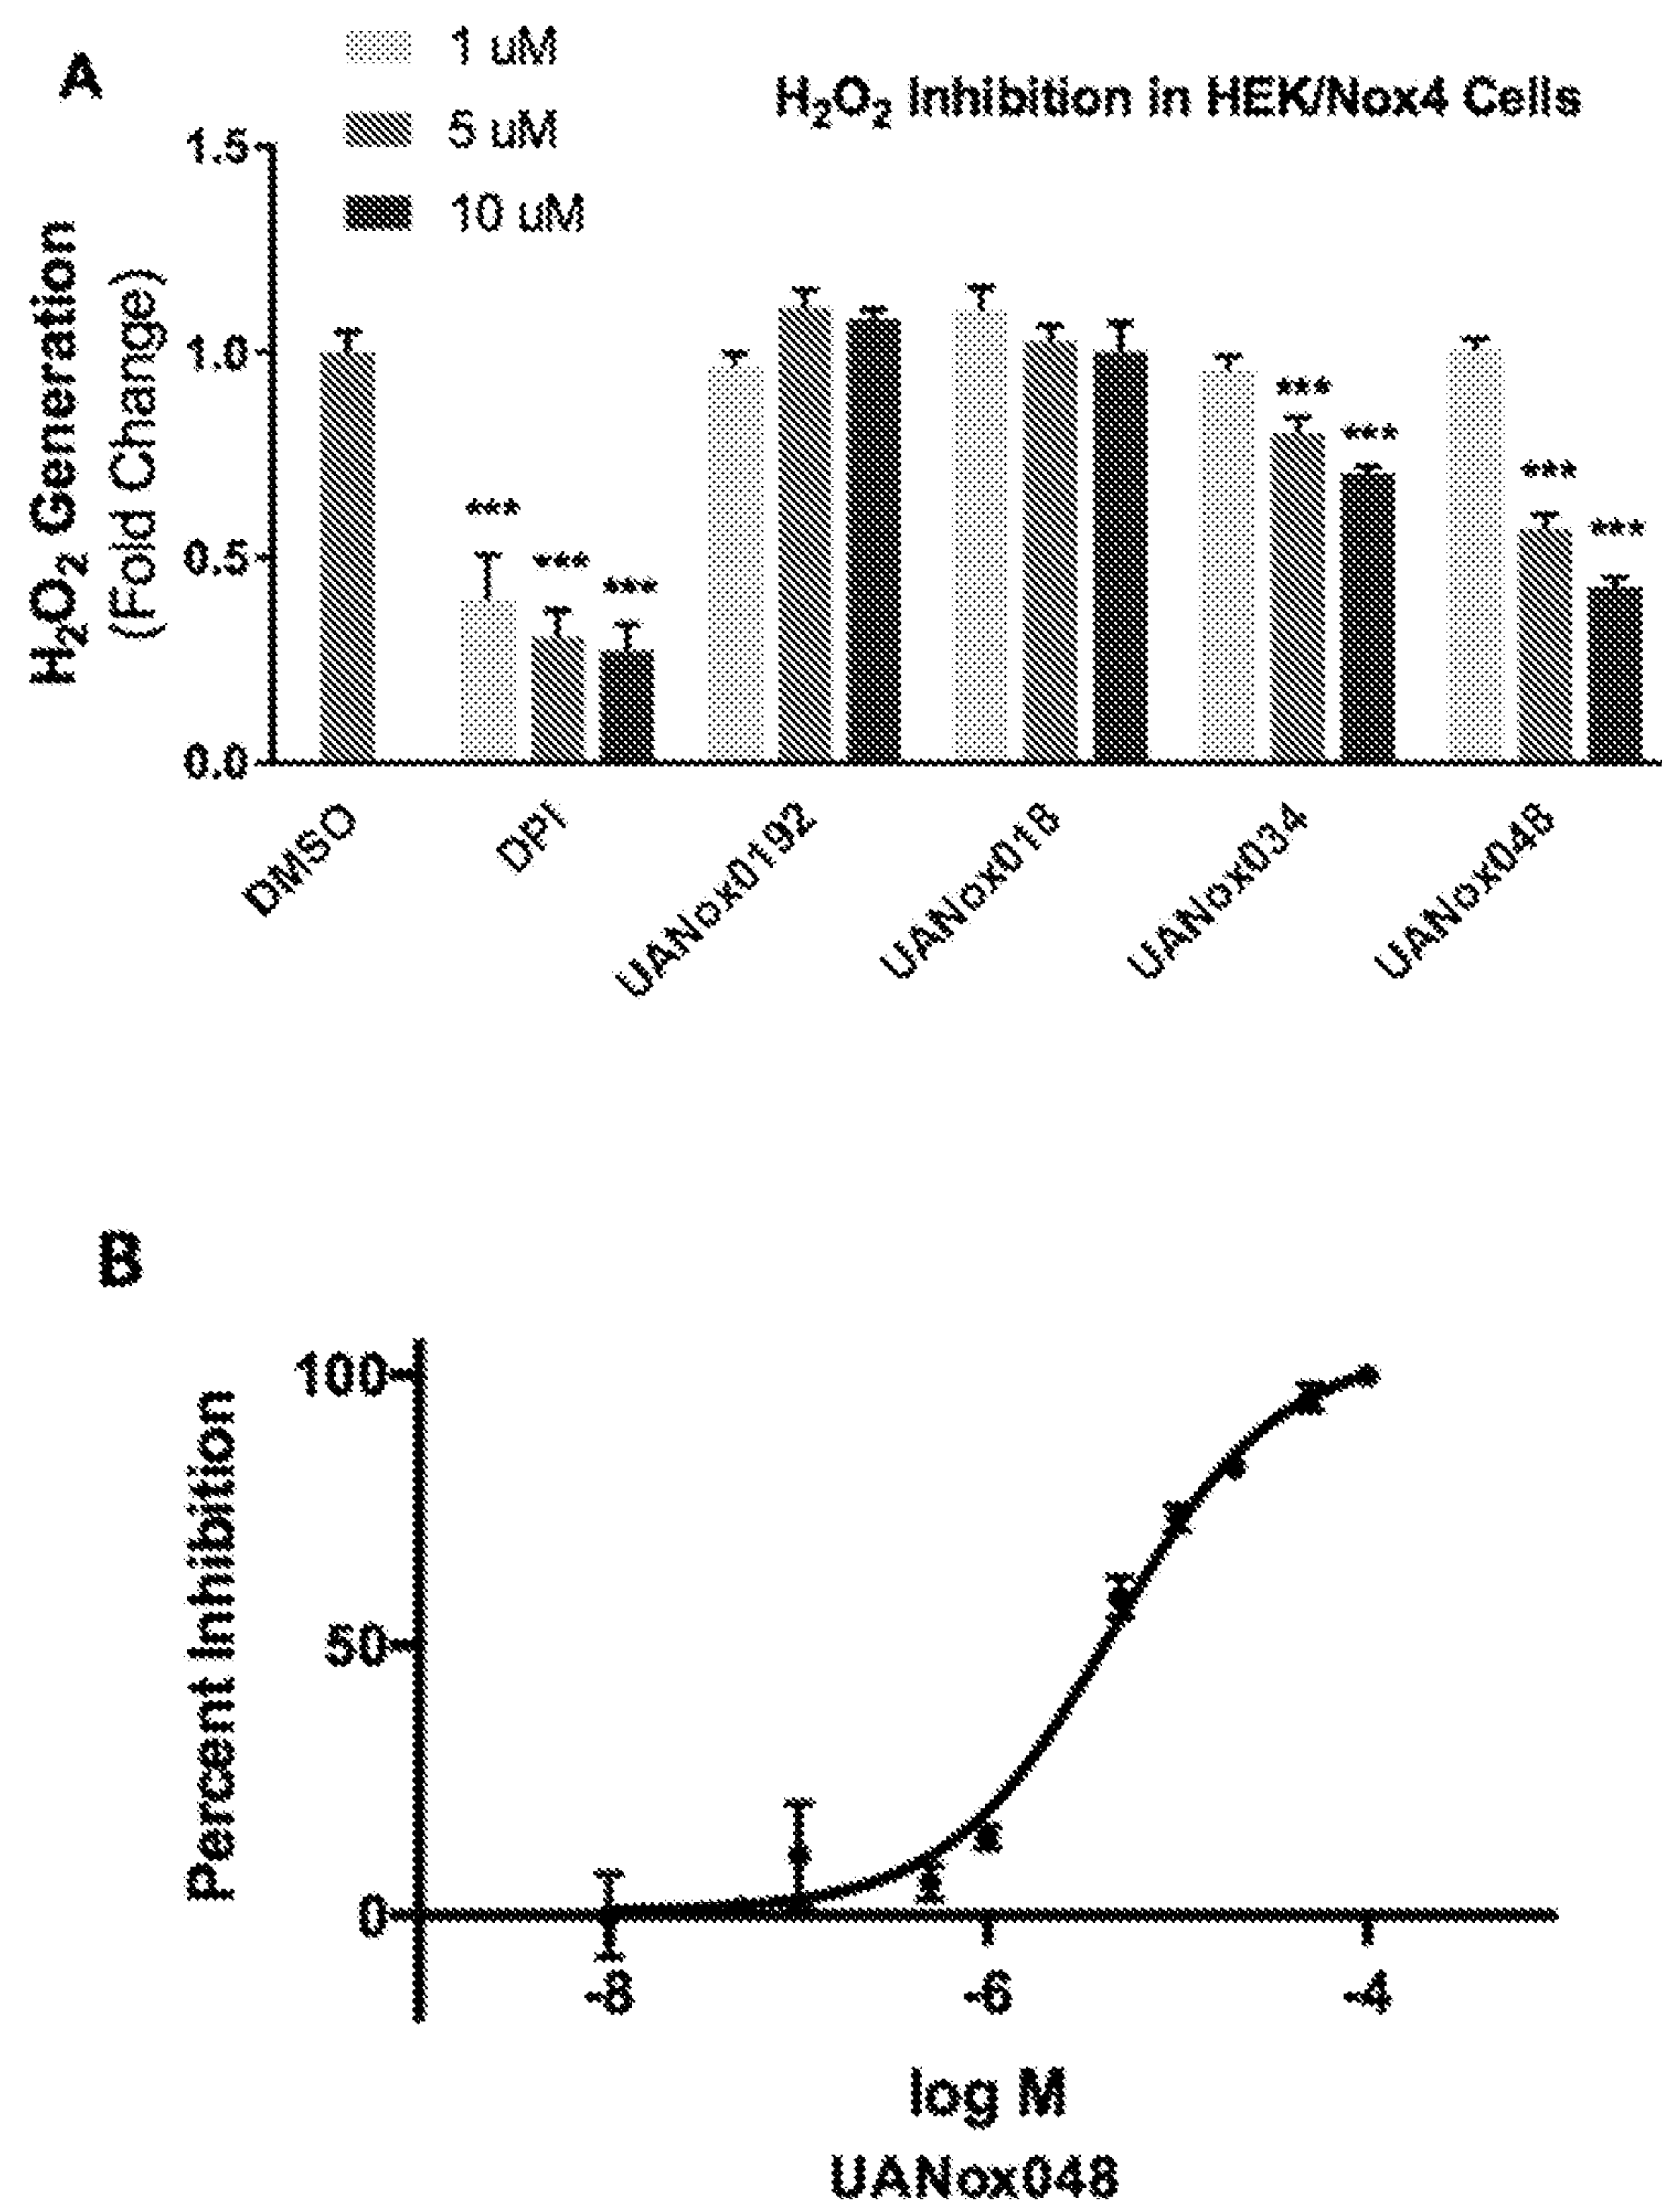 A
1 uM
5 uM
10 uM
H₂O₂ Inhibition in HEK/Nox4 Cells
H₂O₂ Generation
(Fold Change)
1.5
1.0
0.5
0.0
***
***
***
***
***
***
***
DMSO
DPI
UANox0192
UANox018
UANox034
UANox048
B
Percent Inhibition
100
50
0
-8
-6
-4
log M
UANox048